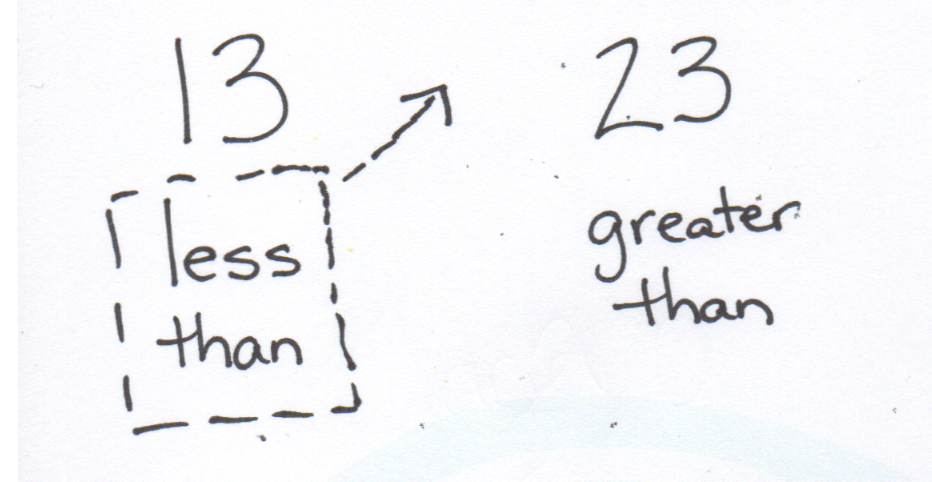 13 23
less
than
greater
than